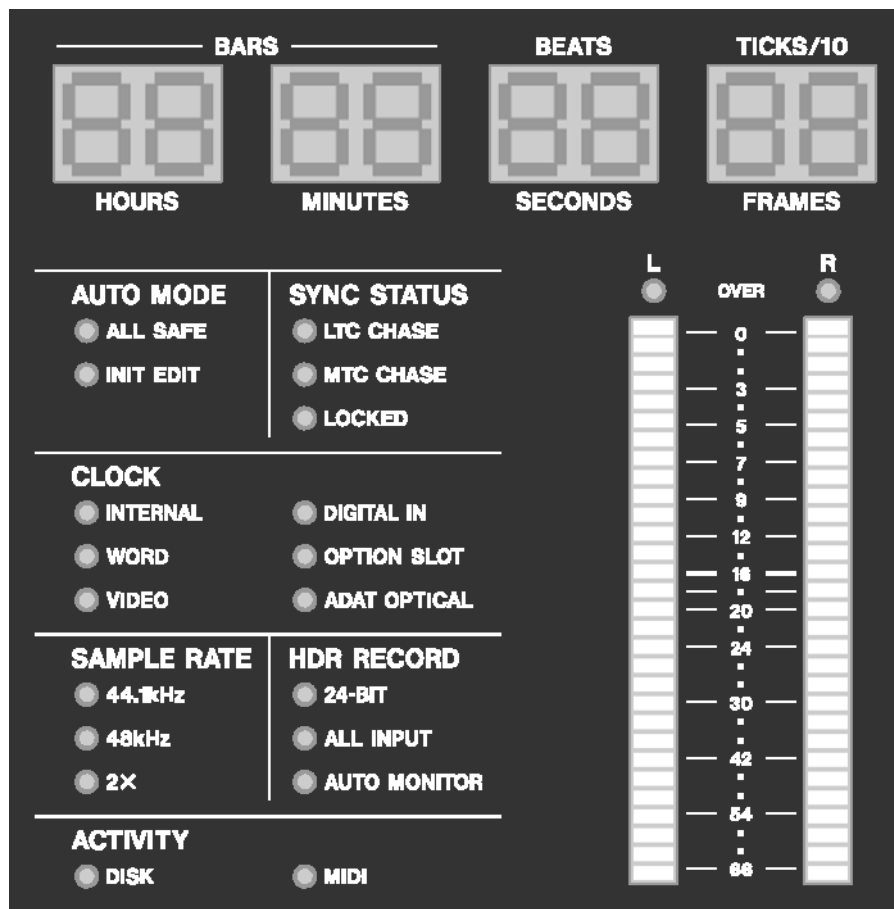 BARS BEATS TICKS/10
HOURS MINUTES SECONDS FRAMES
L R
OVER
AUTO MODE
ALL SAFE
INIT EDIT
SYNC STATUS
LTC CHASE
MTC CHASE
LOCKED
CLOCK
INTERNAL
WORD
VIDEO
DIGITAL IN
OPTION SLOT
ADAT OPTICAL
SAMPLE RATE
44.1kHz
48kHz
2×
HDR RECORD
24-BIT
ALL INPUT
AUTO MONITOR
ACTIVITY
DISK
MIDI
0
3
5
7
9
12
16
20
24
30
42
54
66